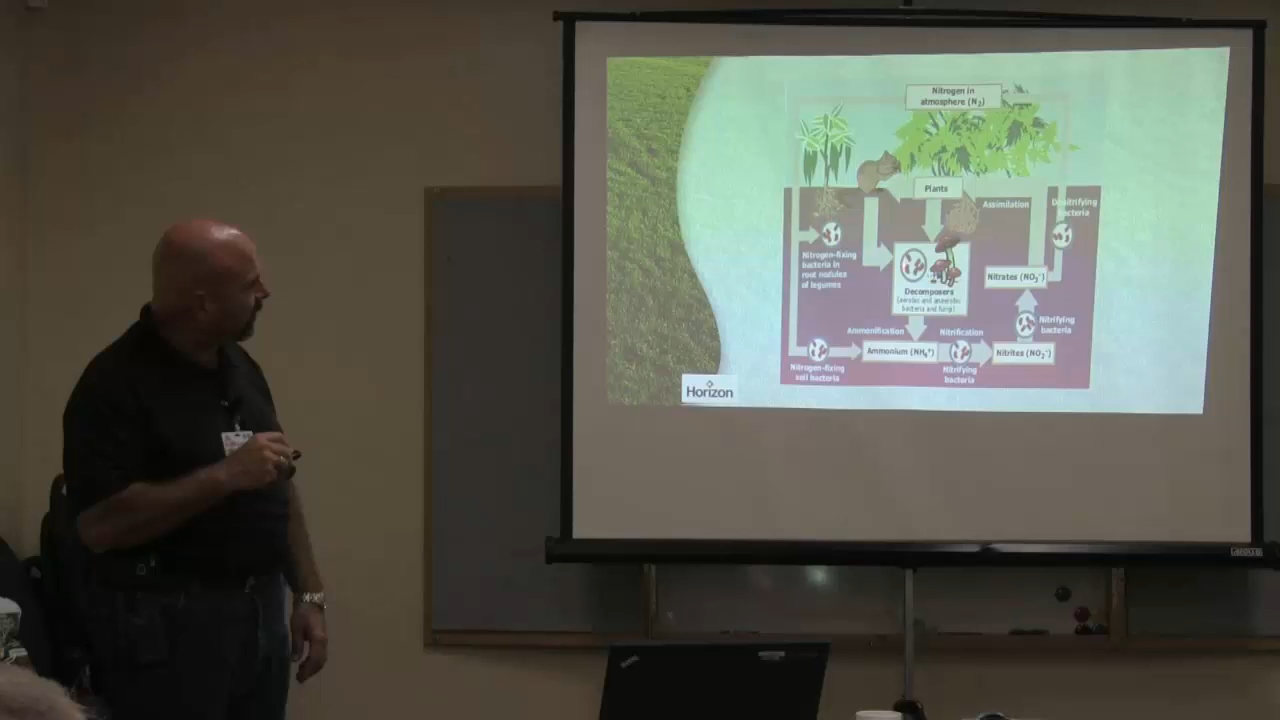 Nitrogen in
atmosphere (N₂)
Plants
Assimilation
Denitrifying
bacteria
Nitrogen-fixing
bacteria in
root nodules
of legumes
Decomposers
(aerobic and anaerobic
bacteria and fungi)
Nitrates (NO₃⁻)
Nitrifying
bacteria
Ammonification
Nitrification
Ammonium (NH₄⁺)
Nitrites (NO₂⁻)
Nitrogen-fixing
soil bacteria
Nitrifying
bacteria
Horizon